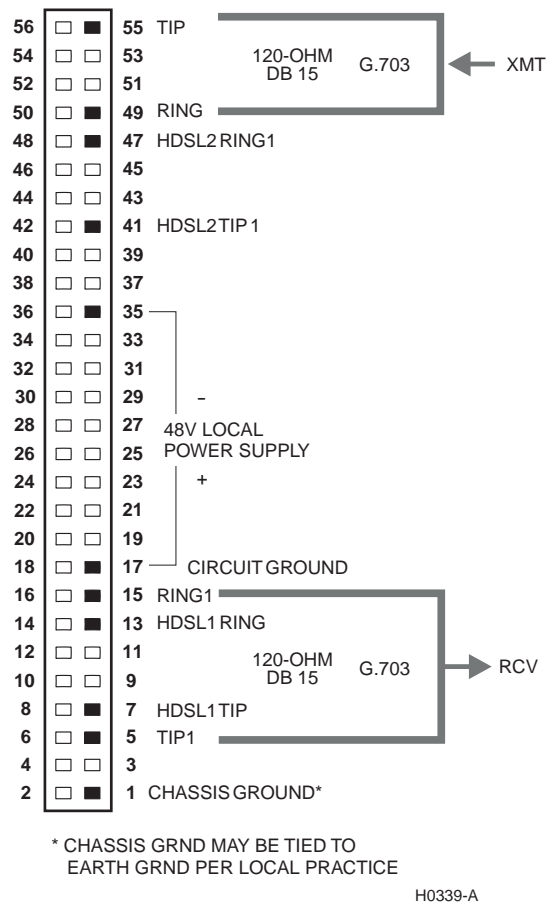 56 55 TIP
54 53
120-OHM
DB 15 G.703 XMT
52 51
50 49 RING
48 47 HDSL2 RING1
46 45
44 43
42 41 HDSL2 TIP 1
40 39
38 37
36 35
34 33
32 31
30 29 -
28 27
48V LOCAL
POWER SUPPLY
26 25
24 23 +
22 21
20 19
18 17 CIRCUIT GROUND
16 15 RING1
14 13 HDSL1 RING
12 11
120-OHM
DB 15 G.703 RCV
10 9
8 7 HDSL1 TIP
6 5 TIP1
4 3
2 1 CHASSIS GROUND*
* CHASSIS GRND MAY BE TIED TO
EARTH GRND PER LOCAL PRACTICE
H0339-A